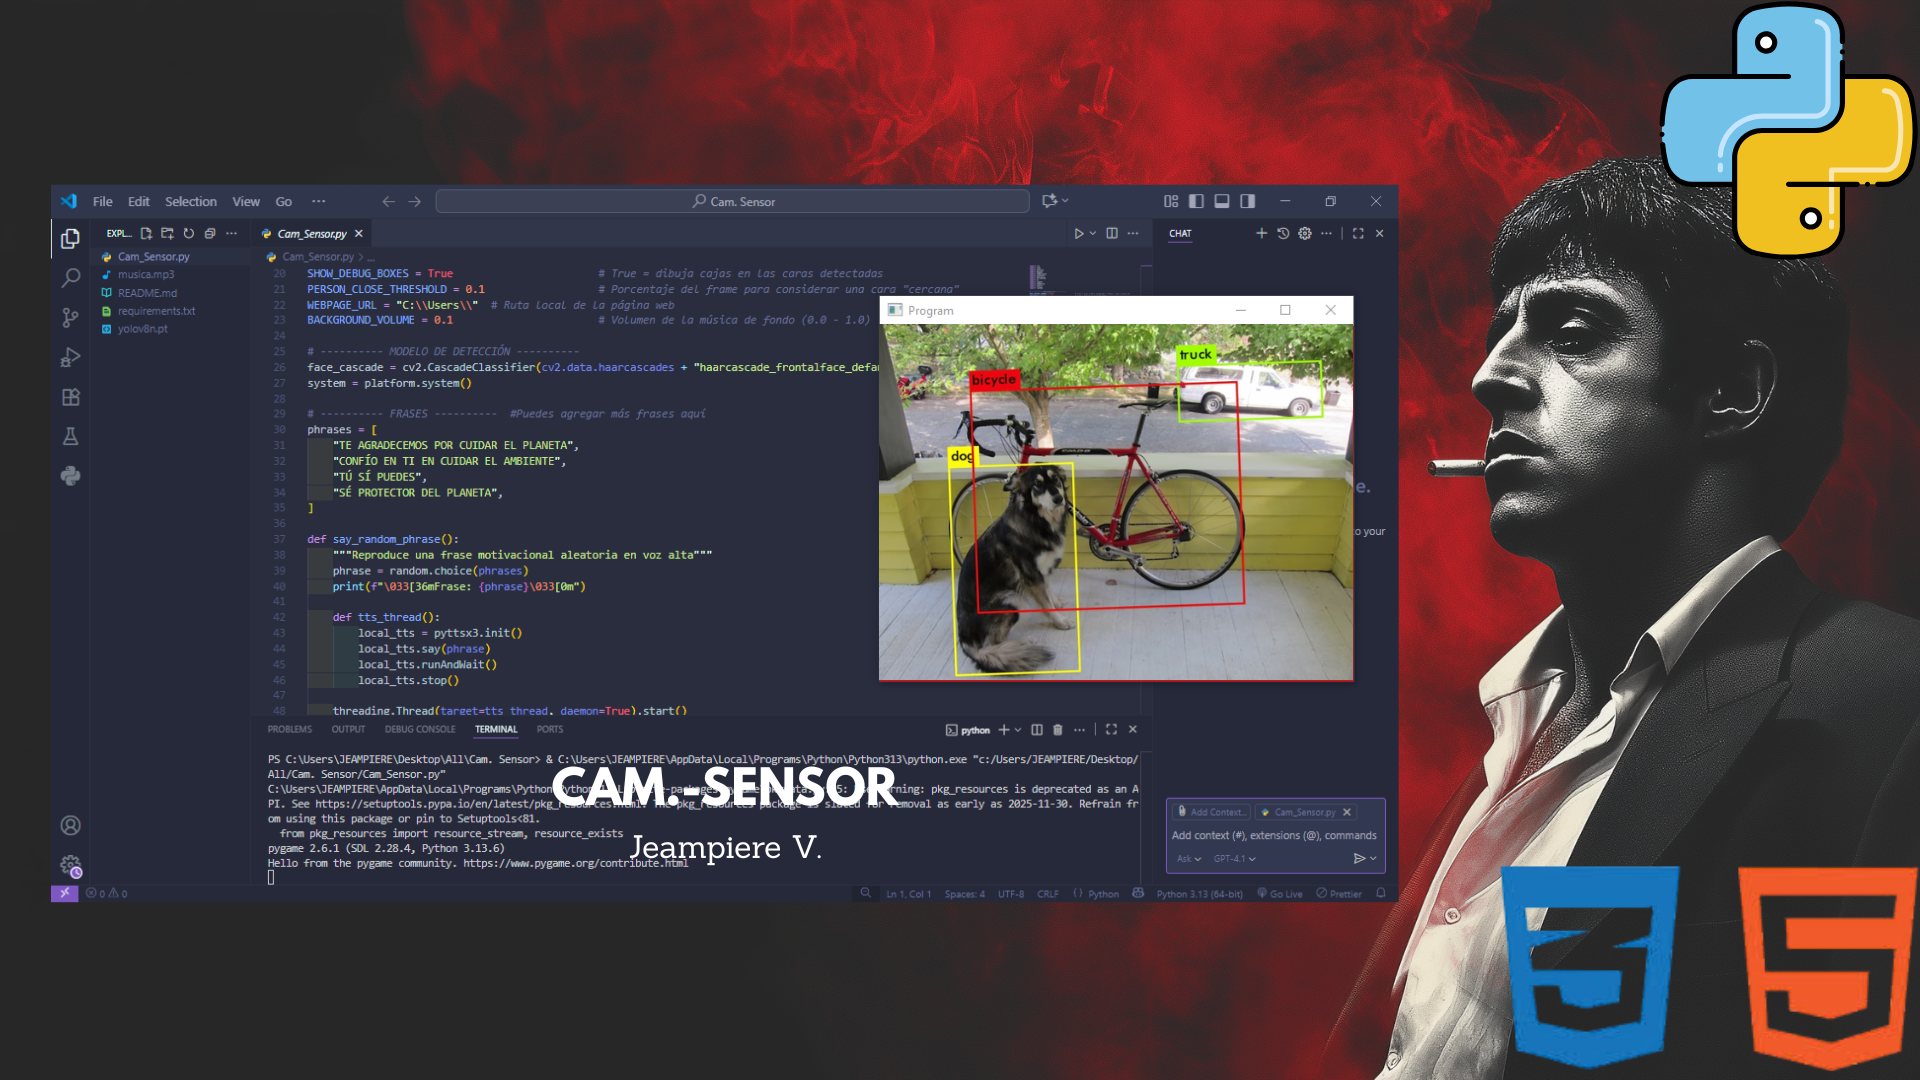 File Edit Selection View Go ···
Cam. Sensor
EXPL...
Cam_Sensor.py
musica.mp3
README.md
requirements.txt
yolov8n.pt
Cam_Sensor.py
Cam_Sensor.py > ...
20 SHOW_DEBUG_BOXES = True # True = dibuja cajas en las caras detectadas
21 PERSON_CLOSE_THRESHOLD = 0.1 # Porcentaje del frame para considerar una cara "cercana"
22 WEBPAGE_URL = "C:\\Users\\" # Ruta local de la página web
23 BACKGROUND_VOLUME = 0.1 # Volumen de la música de fondo (0.0 - 1.0)
24
25 # ---------- MODELO DE DETECCIÓN ----------
26 face_cascade = cv2.CascadeClassifier(cv2.data.haarcascades + "haarcascade_frontalface_defau
27 system = platform.system()
28
29 # ---------- FRASES ---------- #Puedes agregar más frases aquí
30 phrases = [
31 "TE AGRADECEMOS POR CUIDAR EL PLANETA",
32 "CONFÍO EN TI EN CUIDAR EL AMBIENTE",
33 "TÚ SÍ PUEDES",
34 "SÉ PROTECTOR DEL PLANETA",
35 ]
36
37 def say_random_phrase():
38 """Reproduce una frase motivacional aleatoria en voz alta"""
39 phrase = random.choice(phrases)
40 print(f"\033[36mFrase: {phrase}\033[0m")
41
42 def tts_thread():
43 local_tts = pyttsx3.init()
44 local_tts.say(phrase)
45 local_tts.runAndWait()
46 local_tts.stop()
47
48 threading.Thread(target=tts_thread, daemon=True).start()
Program
truck
bicycle
dog
CHAT
e.
o your
Add Context...
Cam_Sensor.py
Add context (#), extensions (@), commands
Ask
GPT-4.1
PROBLEMS OUTPUT DEBUG CONSOLE TERMINAL PORTS
python
PS C:\Users\JEAMPIERE\Desktop\All\Cam. Sensor> & C:\Users\JEAMPIERE\AppData\Local\Programs\Python\Python313\python.exe "c:/Users/JEAMPIERE/Desktop/
All/Cam. Sensor/Cam_Sensor.py"
C:\Users\JEAMPIERE\AppData\Local\Programs\Python pkg_resources is deprecated as an A
PI. See https://setuptools.pypa.io/en/latest/pkg_resources.html. The pkg_resources package is slated for removal as early as 2025-11-30. Refrain fr
om using this package or pin to Setuptools<81.
from pkg_resources import resource_stream, resource_exists
pygame 2.6.1 (SDL 2.28.4, Python 3.13.6)
Hello from the pygame community. https://www.pygame.org/contribute.html
CAM.-SENSOR
Jeampiere V.
0 0
Ln 1, Col 1 Spaces: 4 UTF-8 CRLF {} Python Python 3.13 (64-bit) Go Live Prettier